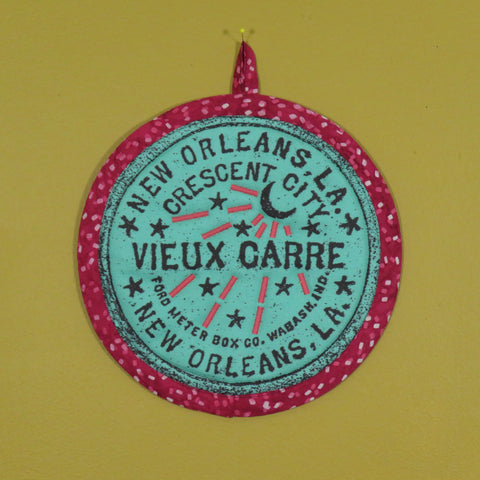 NEW ORLEANS, LA.
CRESCENT CITY
VIEUX CARRE
FORD METER BOX CO. WABASH, IND.
NEW ORLEANS, LA.